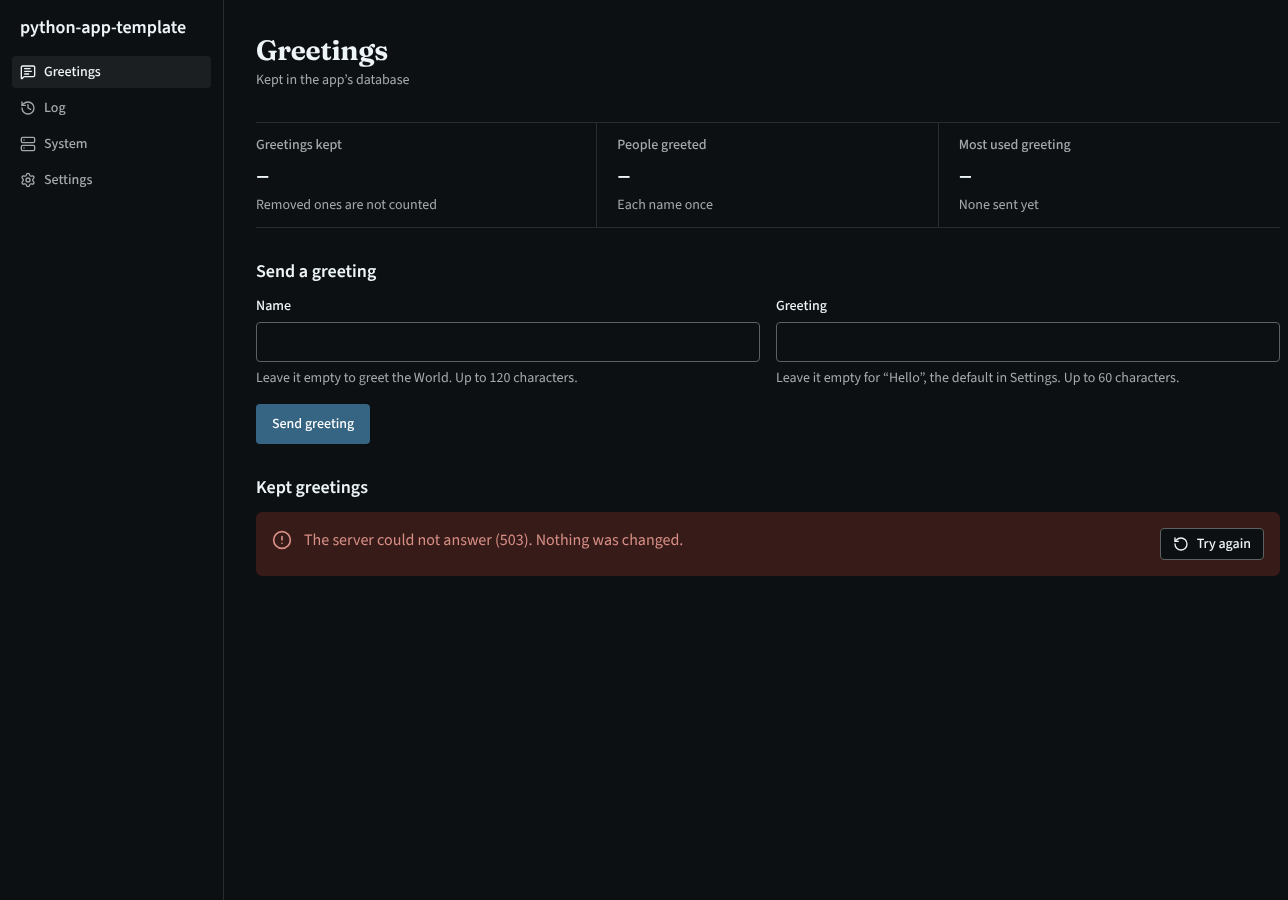 python-app-template
Greetings
Log
System
Settings
Greetings
Kept in the app’s database
Greetings kept
–
Removed ones are not counted
People greeted
–
Each name once
Most used greeting
–
None sent yet
Send a greeting
Name
Leave it empty to greet the World. Up to 120 characters.
Greeting
Leave it empty for “Hello”, the default in Settings. Up to 60 characters.
Send greeting
Kept greetings
The server could not answer (503). Nothing was changed.
Try again